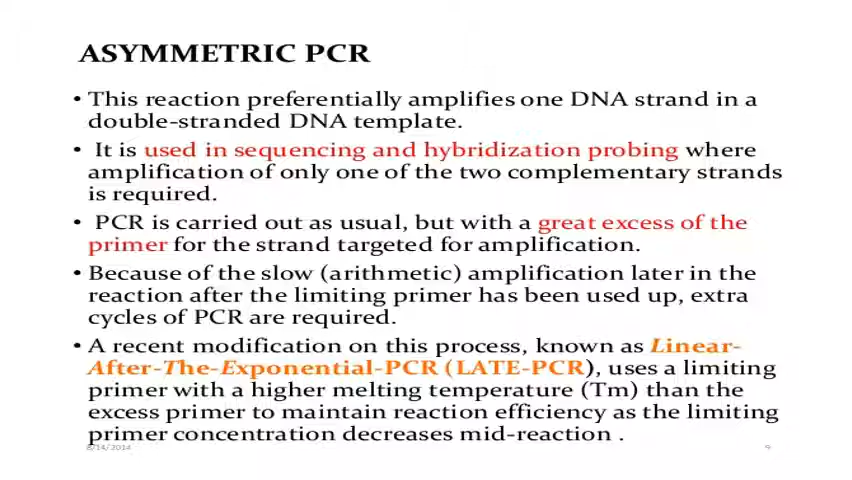 ASYMMETRIC PCR
• This reaction preferentially amplifies one DNA strand in a
double-stranded DNA template.
• It is used in sequencing and hybridization probing where
amplification of only one of the two complementary strands
is required.
• PCR is carried out as usual, but with a great excess of the
primer for the strand targeted for amplification.
• Because of the slow (arithmetic) amplification later in the
reaction after the limiting primer has been used up, extra
cycles of PCR are required.
• A recent modification on this process, known as Linear-
After-The-Exponential-PCR (LATE-PCR), uses a limiting
primer with a higher melting temperature (Tm) than the
excess primer to maintain reaction efficiency as the limiting
primer concentration decreases mid-reaction .
8/14/2014
9